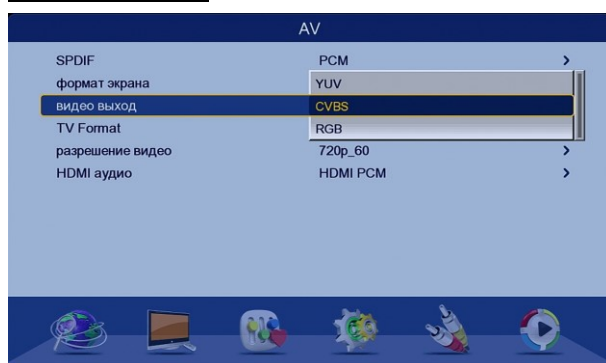 AV
SPDIF PCM >
формат экрана YUV
видео выход CVBS
TV Format RGB
разрешение видео 720p_60 >
HDMI аудио HDMI PCM >